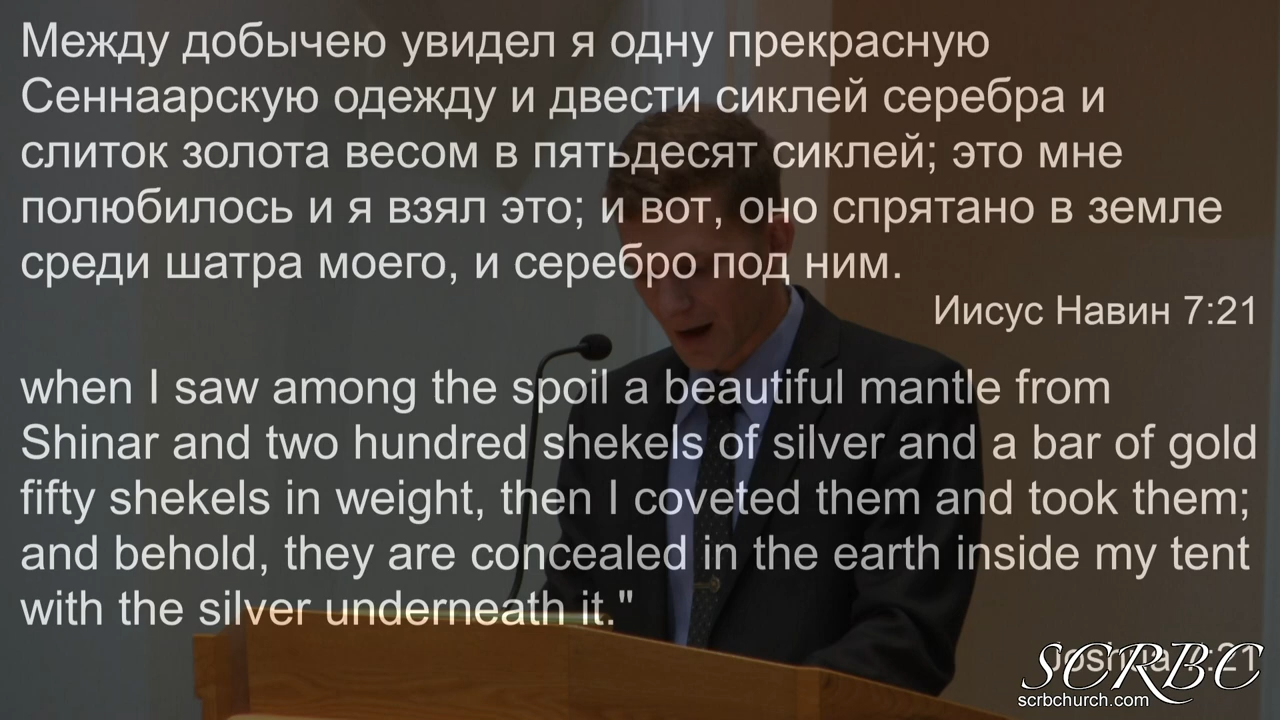 Между добычею увидел я одну прекрасную
Сеннаарскую одежду и двести сиклей серебра и
слиток золота весом в пятьдесят сиклей; это мне
полюбилось и я взял это; и вот, оно спрятано в земле
среди шатра моего, и серебро под ним.
Иисус Навин 7:21
when I saw among the spoil a beautiful mantle from
Shinar and two hundred shekels of silver and a bar of gold
fifty shekels in weight, then I coveted them and took them;
and behold, they are concealed in the earth inside my tent
with the silver underneath it."
Joshua 7:21
SCRBC
scrbchurch.com